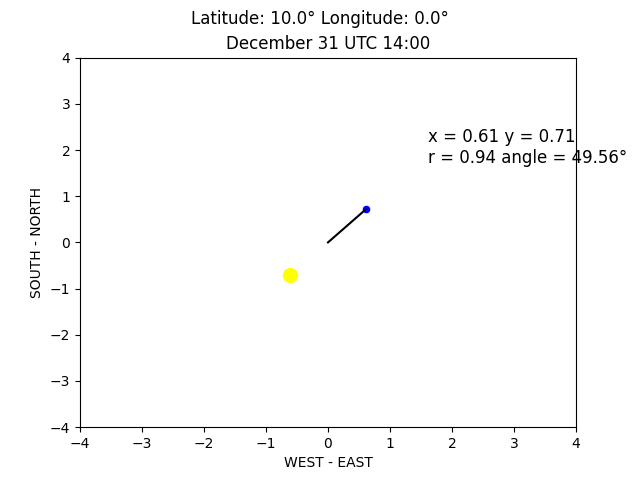 Latitude: 10.0° Longitude: 0.0°
December 31 UTC 14:00
4
3
2
1
0
−1
−2
−3
−4
x = 0.61 y = 0.71
r = 0.94 angle = 49.56°
SOUTH - NORTH
−4 −3 −2 −1 0 1 2 3 4
WEST - EAST